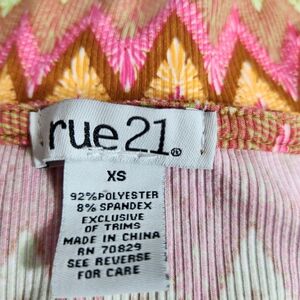 rue21®
XS
92%POLYESTER
8% SPANDEX
EXCLUSIVE
OF TRIMS
MADE IN CHINA
RN 70829
SEE REVERSE
FOR CARE